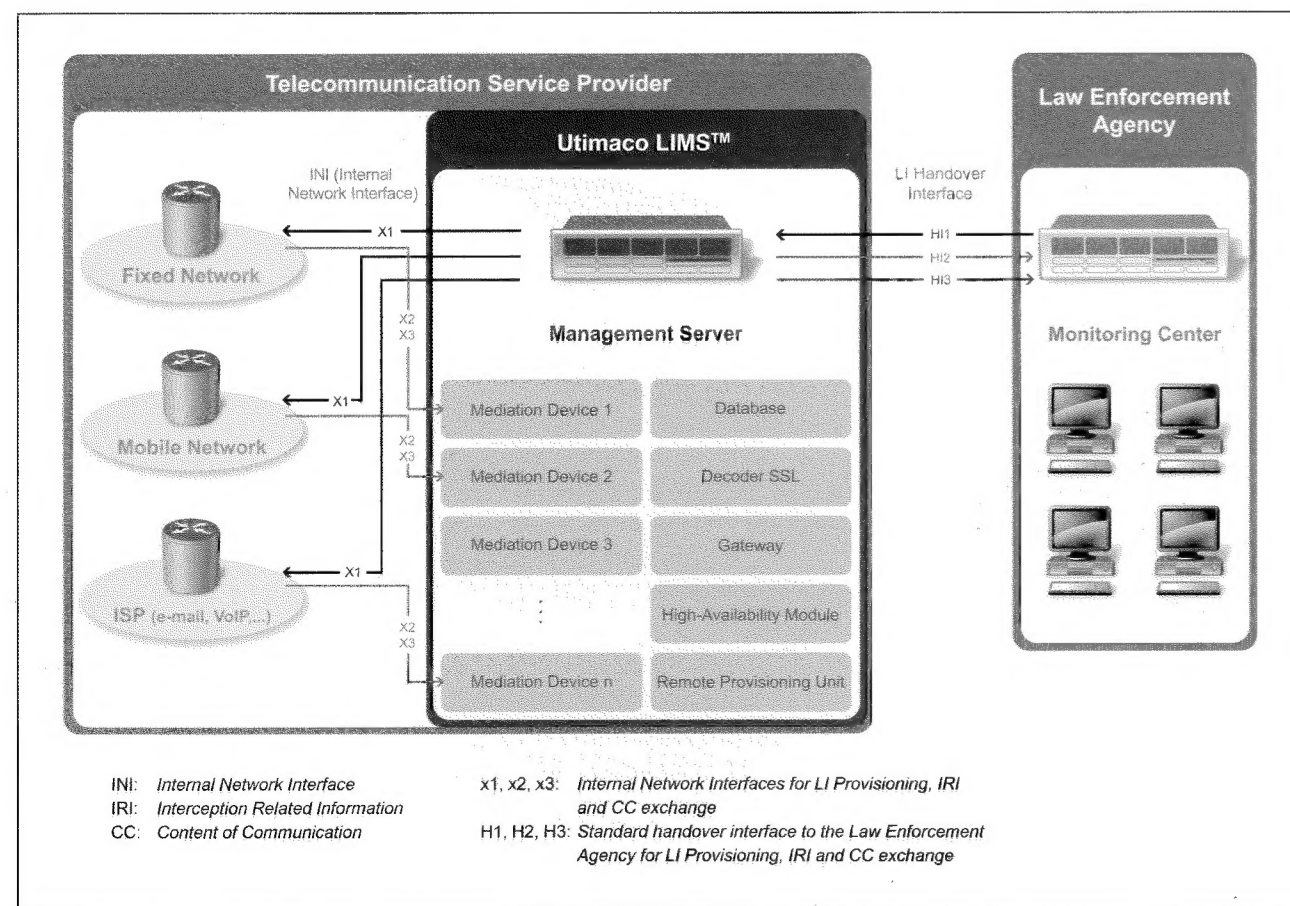 Telecommunication Service Provider
Law Enforcement
Agency
Utimaco LIMS™
INI (Internal
Network Interface)
LI Handover
Interface
X1
HI1
HI2
HI3
Fixed Network
X2
X3
Management Server
Monitoring Center
X1
Mediation Device 1
Database
Mobile Network
X2
X3
Mediation Device 2
Decoder SSL
Mediation Device 3
Gateway
X1
ISP (e-mail, VoIP,...)
X2
X3
High-Availability Module
Mediation Device n
Remote Provisioning Unit
INI: Internal Network Interface
IRI: Interception Related Information
CC: Content of Communication
x1, x2, x3: Internal Network Interfaces for LI Provisioning, IRI
and CC exchange
H1, H2, H3: Standard handover interface to the Law Enforcement
Agency for LI Provisioning, IRI and CC exchange